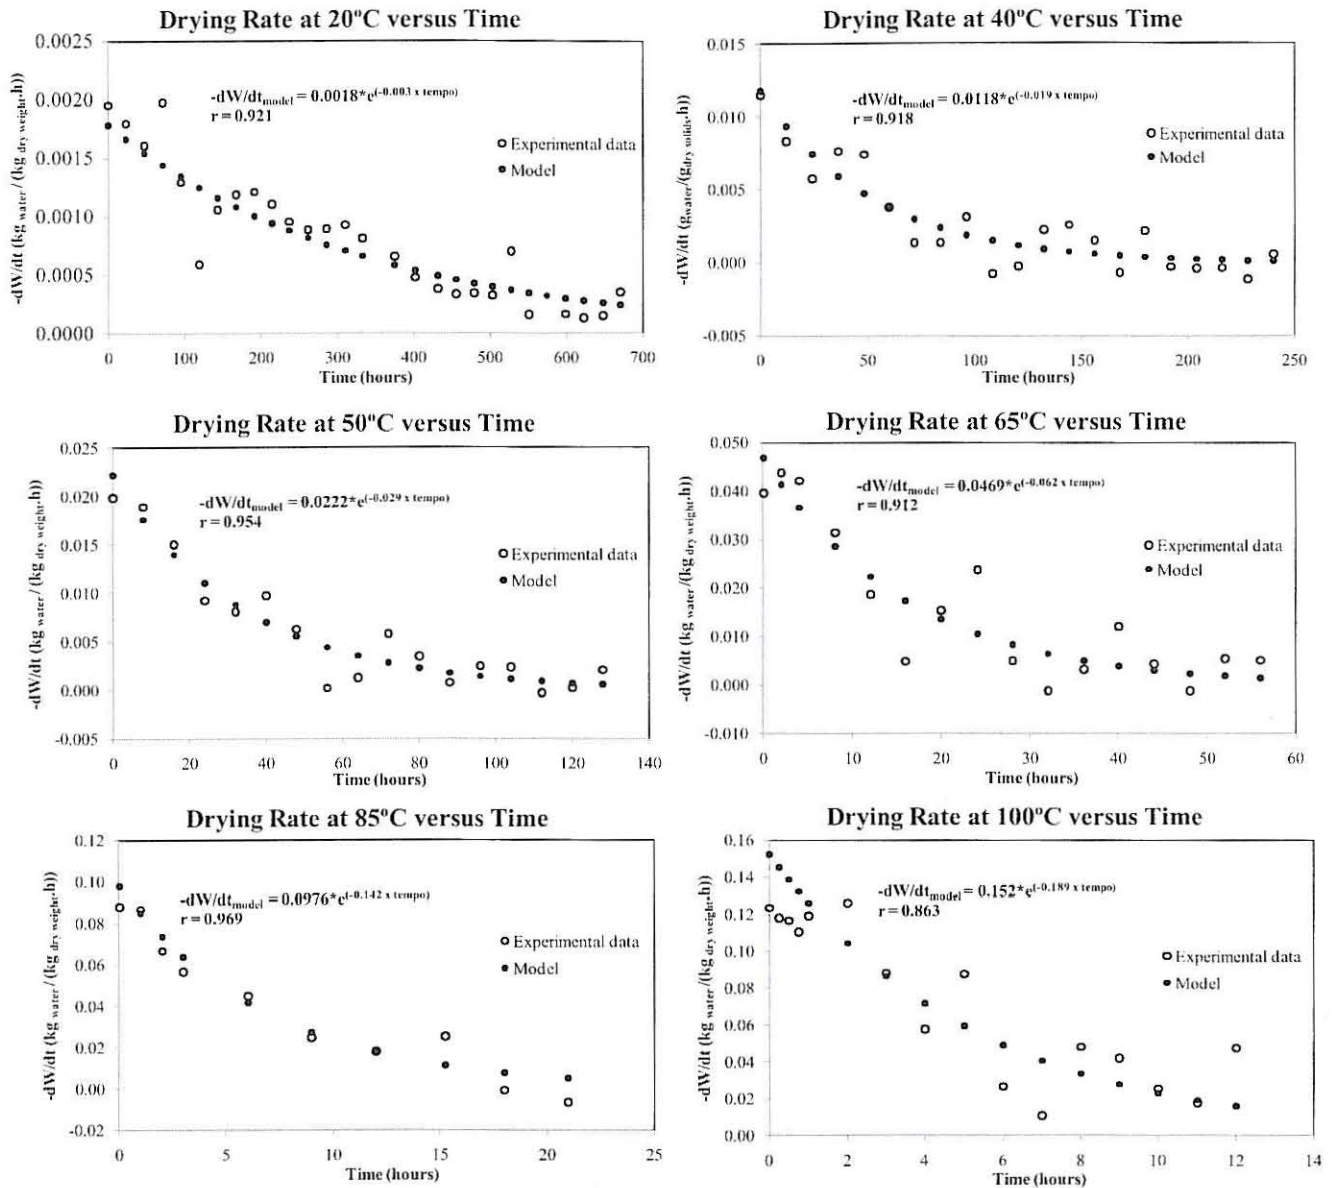 Drying Rate at 20ºC versus Time
0.0025
0.0020
0.0015
0.0010
0.0005
0.0000
-dW/dt (kg water / (kg dry weight.h))
-dW/dtmodel = 0.0018*e(-0.003 x tempo)
r = 0.921
Experimental data
Model
0 100 200 300 400 500 600 700
Time (hours)
Drying Rate at 40ºC versus Time
0.015
0.010
0.005
0.000
-0.005
-dW/dt (gwater/(gdry solids.h)
-dW/dtmodel = 0.0118*e(-0.019 x tempo)
r = 0.918
Experimental data
Model
0 50 100 150 200 250
Time (hours)
Drying Rate at 50ºC versus Time
0.025
0.020
0.015
0.010
0.005
0.000
-0.005
-dW/dt (kg water / (kg dry weight.h))
-dW/dtmodel = 0.0222*e(-0.029 x tempo)
r = 0.954
Experimental data
Model
0 20 40 60 80 100 120 140
Time (hours)
Drying Rate at 65ºC versus Time
0.050
0.040
0.030
0.020
0.010
0.000
-0.010
-dW/dt (kg water/(kg dry weight.h))
-dW/dtmodel = 0.0469*e(-0.062 x tempo)
r = 0.912
Experimental data
Model
0 10 20 30 40 50 60
Time (hours)
Drying Rate at 85ºC versus Time
0.12
0.10
0.08
0.06
0.04
0.02
0.00
-0.02
-dW/dt (kg water / (kg dry weight.h))
-dW/dtmodel = 0.0976*e(-0.142 x tempo)
r = 0.969
Experimental data
Model
0 5 10 15 20 25
Time (hours)
Drying Rate at 100ºC versus Time
0.16
0.14
0.12
0.10
0.08
0.06
0.04
0.02
0.00
-dW/dt (kg water/(kg dry weight.h))
-dW/dtmodel = 0.152*e(-0.189 x tempo)
r = 0.863
Experimental data
Model
0 2 4 6 8 10 12 14
Time (hours)